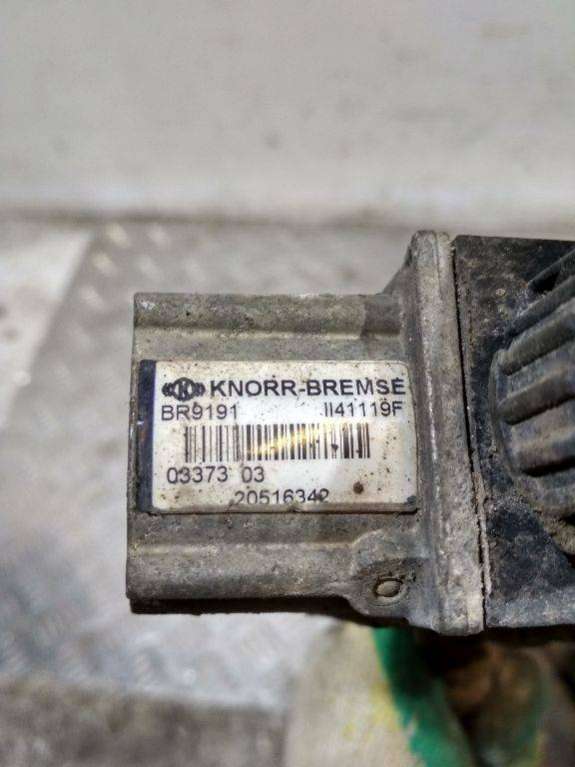 KNORR-BREMSE
BR9191 II41119F
03373 03
20516342